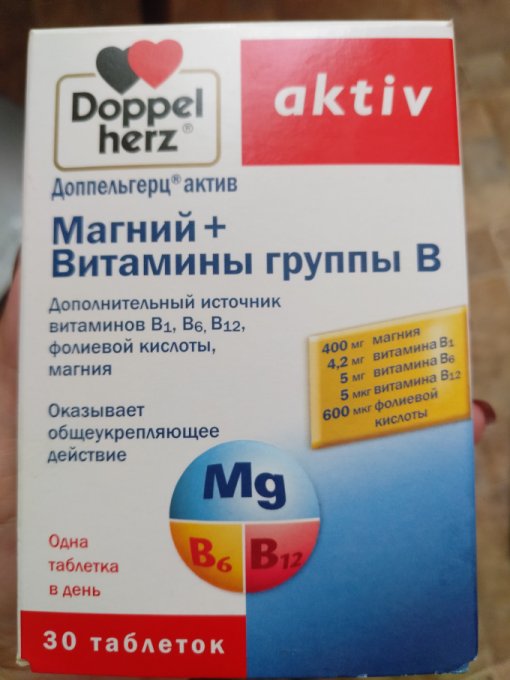 Doppel
herz®
aktiv
Доппельгерц® актив
Магний +
Витамины группы В
Дополнительный источник
витаминов В1, В6, В12,
фолиевой кислоты,
магния
400 мг магния
4,2 мг витамина В1
5 мг витамина В6
5 мкг витамина В12
600 мкг фолиевой
кислоты
Оказывает
общеукрепляющее
действие
Mg
B6 B12
Одна
таблетка
в день
30 таблеток